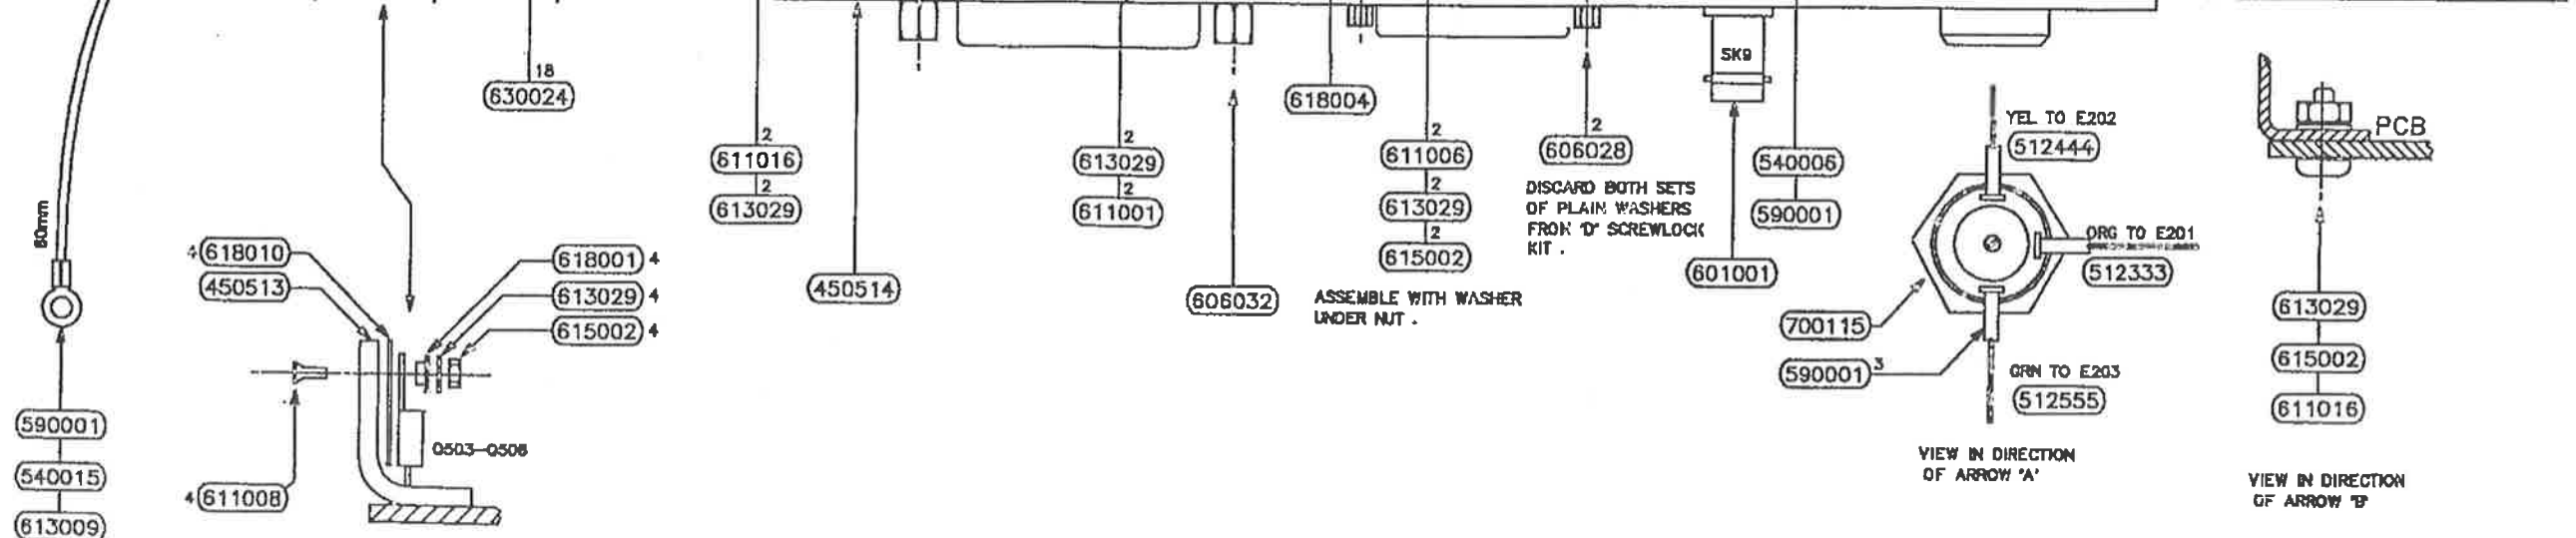 80mm
590001
540015
613009
4 618010
450513
4 611008
618001 4
613029 4
615002 4
Q503-Q506
18
630024
2
611016
2
613029
450514
2
613029
2
611001
606032
618004
2
611006
2
613029
2
615002
ASSEMBLE WITH WASHER
UNDER NUT .
2
606028
DISCARD BOTH SETS
OF PLAIN WASHERS
FROM 'D' SCREWLOCK
KIT .
SK9
601001
540006
590001
YEL TO E202
512444
ORG TO E201
512333
700115
590001 3
GRN TO E203
512555
VIEW IN DIRECTION
OF ARROW 'A'
PCB
613029
615002
611016
VIEW IN DIRECTION
OF ARROW 'B'